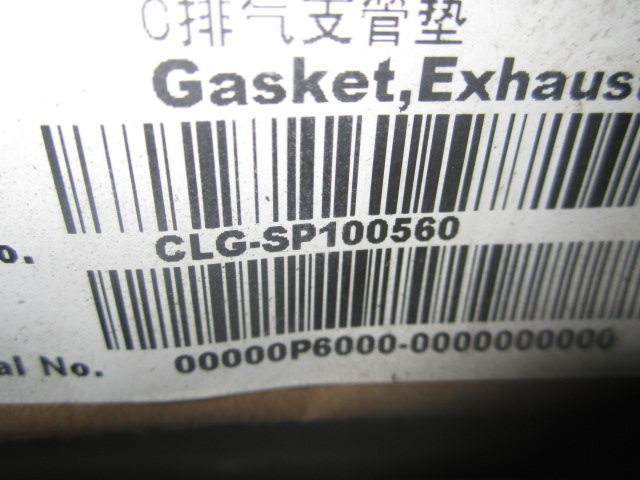 C排气支管垫
Gasket,Exhaus
o. CLG-SP100560
al No. 00000P6000-0000000000